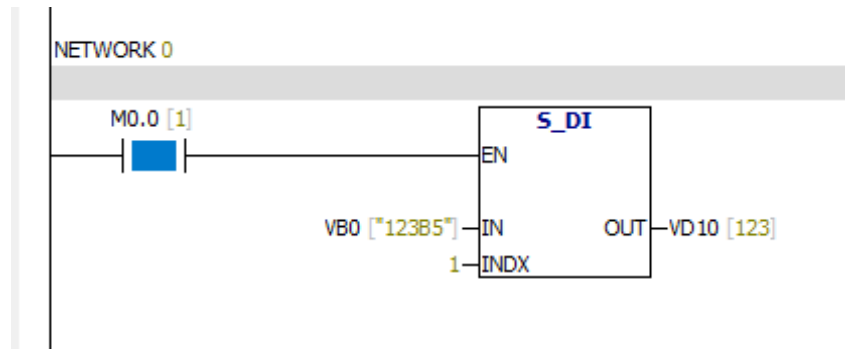 NETWORK 0
M0.0 [1]
S_DI
EN
VB0 ["123B5"] IN OUT VD10 [123]
1 INDX